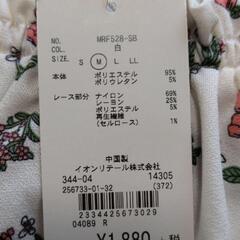 NO. MRF528-SB
COL. 白
SIZE. S M L LL
本体 ポリエステル 95%
ポリウレタン 5%
レース部分 ナイロン 69%
レーヨン 25%
ポリエステル 5%
再生繊維 1%
(セルロース)
中国製
イオンリテール株式会社
344-04 14305
256733-01-32 (372)
2334425673029
04089 R
¥1,880 +税